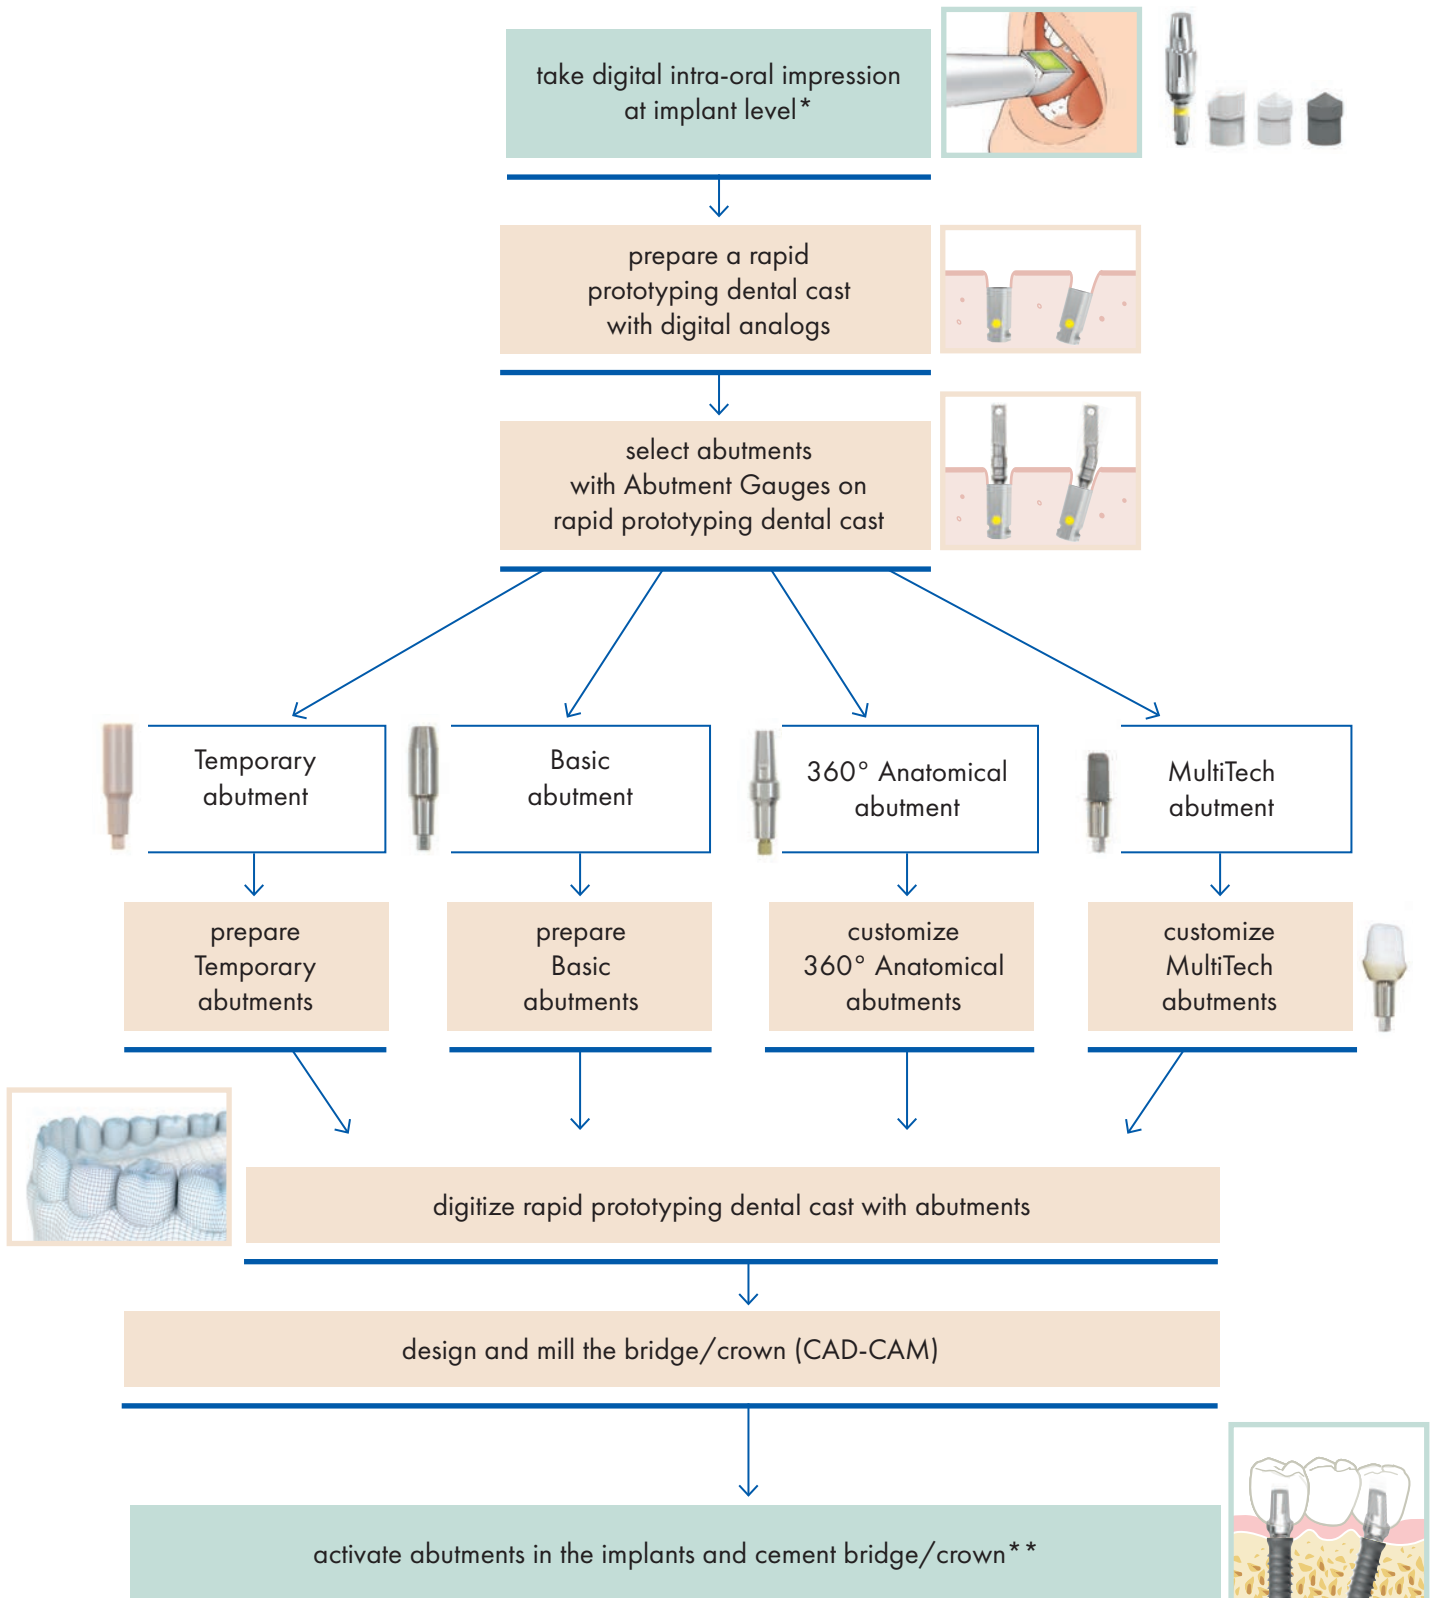 take digital intra-oral impression
at implant level*
prepare a rapid
prototyping dental cast
with digital analogs
select abutments
with Abutment Gauges on
rapid prototyping dental cast
Temporary
abutment
Basic
abutment
360° Anatomical
abutment
MultiTech
abutment
prepare
Temporary
abutments
prepare
Basic
abutments
customize
360° Anatomical
abutments
customize
MultiTech
abutments
digitize rapid prototyping dental cast with abutments
design and mill the bridge/crown (CAD-CAM)
activate abutments in the implants and cement bridge/crown**